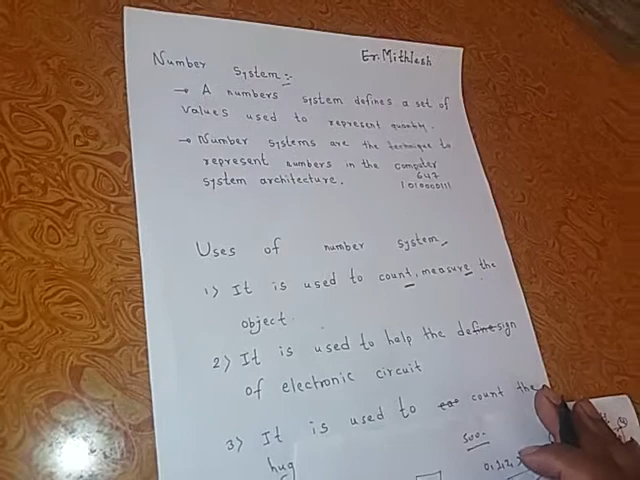 Number System :-
Er. Mithlesh
→ A numbers system defines a set of
values used to represent quantity.
→ Number systems are the technique to
represent numbers in the computer
system architecture.
647
1010000111
Uses of number system
1) It is used to count, measure the
object.
2) It is used to help the design
of electronic circuit
3) It is used to count the
hug
500-